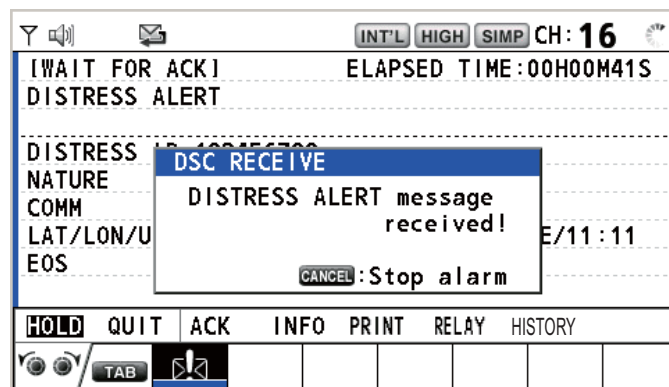 INT'L HIGH SIMP CH: 16
[WAIT FOR ACK] ELAPSED TIME:00H00M41S
DISTRESS ALERT
DISTRESS
DSC RECEIVE
NATURE
DISTRESS ALERT message
COMM
received!
LAT/LON/U
E/11:11
EOS
CANCEL:Stop alarm
HOLD QUIT ACK INFO PRINT RELAY HISTORY
TAB